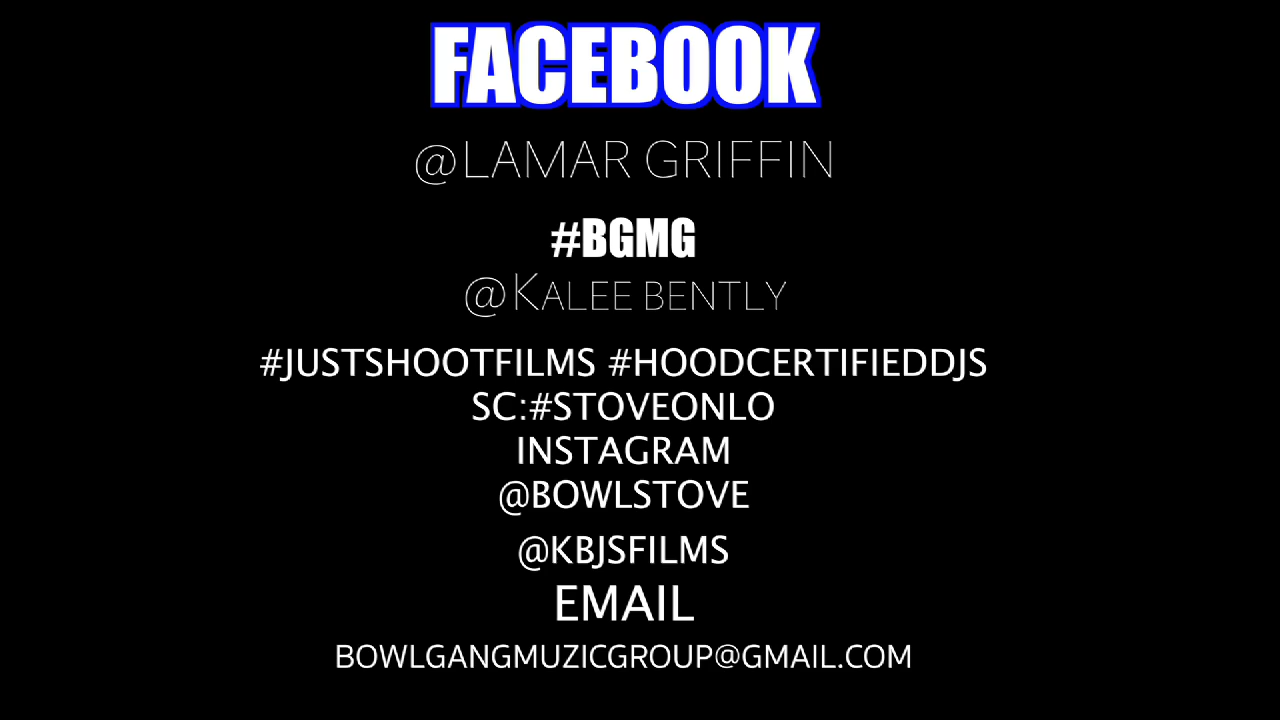 FACEBOOK
@LAMAR GRIFFIN
#BGMG
@KALEE BENTLY
#JUSTSHOOTFILMS #HOODCERTIFIEDDJS
SC:#STOVEONLO
INSTAGRAM
@BOWLSTOVE
@KBJSFILMS
EMAIL
BOWLGANGMUZICGROUP@GMAIL.COM